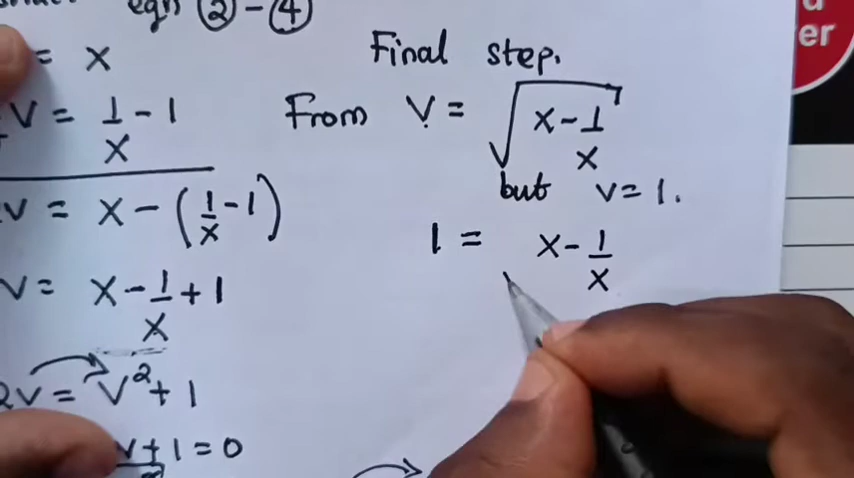 eqn ② - ④
= x
V = 1/x - 1
V = x - (1/x - 1)
V = x - 1/x + 1
2V = V² + 1
V + 1 = 0
Final step.
From V = √(x - 1/x)
but V = 1.
1 = x - 1/x
er